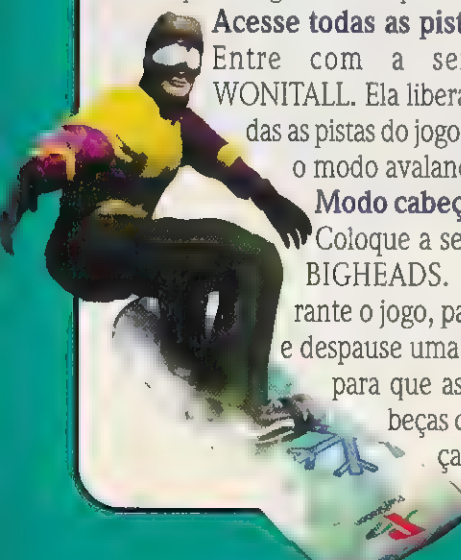 Acesse todas as pist
Entre com a se
WONITALL. Ela libera
das as pistas do jogo
o modo avalanc
Modo cabeç
Coloque a se
BIGHEADS.
rante o jogo, pa
e despause uma
para que as
beças c
ça
PlayStation